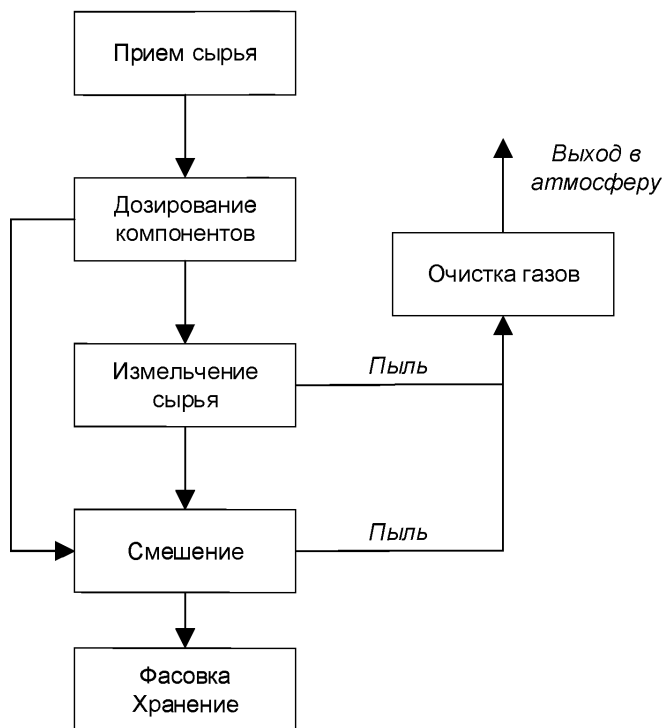 Прием сырья
Выход в
атмосферу
Дозирование
компонентов
Очистка газов
Измельчение
сырья
Пыль
Смешение
Пыль
Фасовка
Хранение